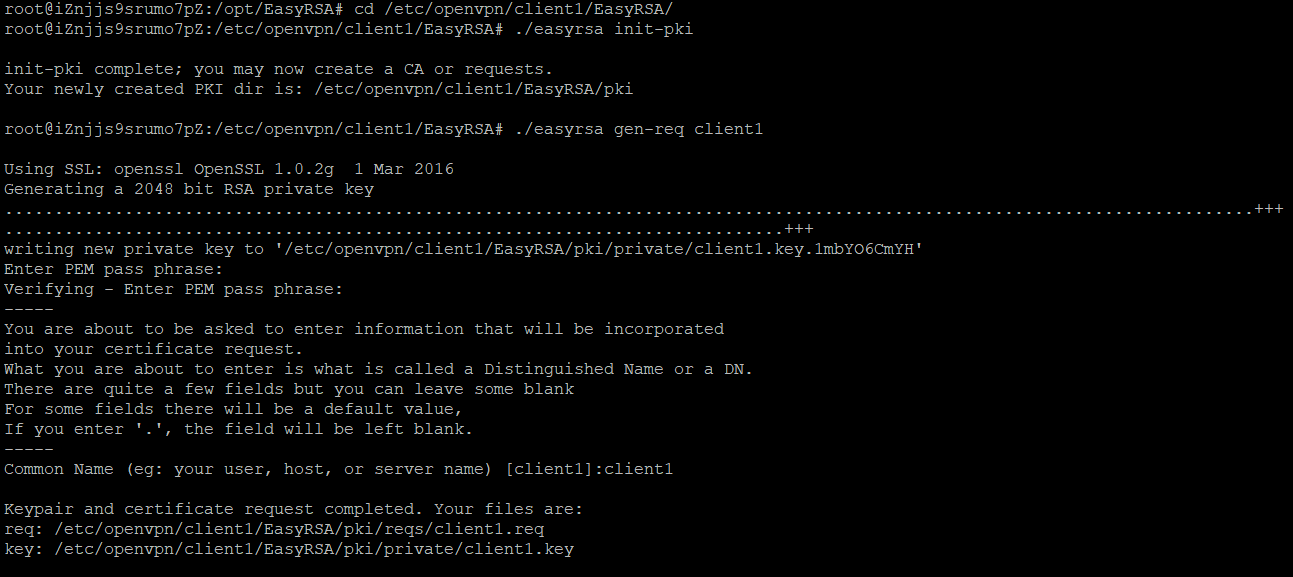 root@iZnjjs9srumo7pZ:/opt/EasyRSA# cd /etc/openvpn/client1/EasyRSA/
root@iZnjjs9srumo7pZ:/etc/openvpn/client1/EasyRSA# ./easyrsa init-pki
init-pki complete; you may now create a CA or requests.
Your newly created PKI dir is: /etc/openvpn/client1/EasyRSA/pki
root@iZnjjs9srumo7pZ:/etc/openvpn/client1/EasyRSA# ./easyrsa gen-req client1
Using SSL: openssl OpenSSL 1.0.2g  1 Mar 2016
Generating a 2048 bit RSA private key
.............................................................................................................................+++
..............................................................................+++
writing new private key to '/etc/openvpn/client1/EasyRSA/pki/private/client1.key.1mbYO6CmYH'
Enter PEM pass phrase:
Verifying - Enter PEM pass phrase:
-----
You are about to be asked to enter information that will be incorporated
into your certificate request.
What you are about to enter is what is called a Distinguished Name or a DN.
There are quite a few fields but you can leave some blank
For some fields there will be a default value,
If you enter '.', the field will be left blank.
-----
Common Name (eg: your user, host, or server name) [client1]:client1
Keypair and certificate request completed. Your files are:
req: /etc/openvpn/client1/EasyRSA/pki/reqs/client1.req
key: /etc/openvpn/client1/EasyRSA/pki/private/client1.key